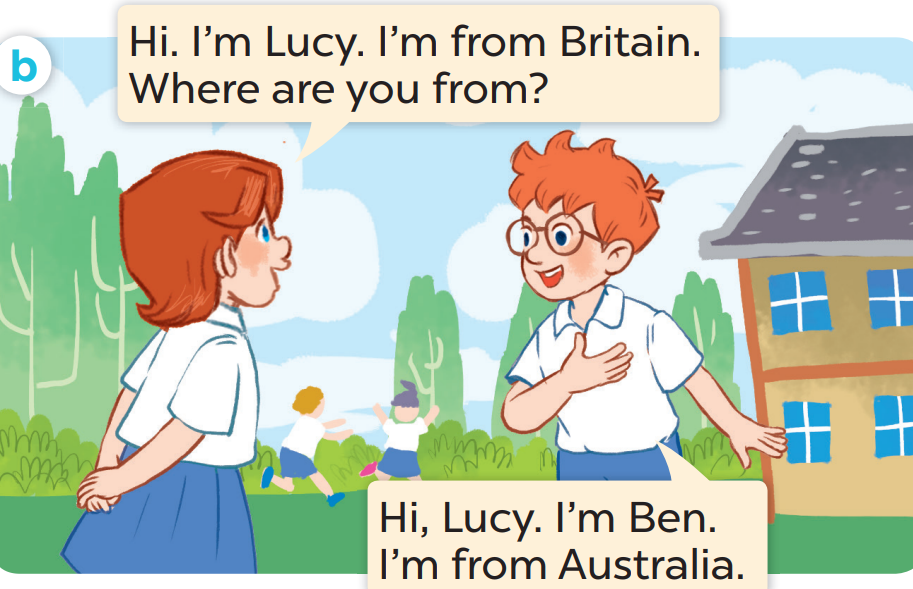 b
Hi. I'm Lucy. I'm from Britain.
Where are you from?
Hi, Lucy. I'm Ben.
I'm from Australia.